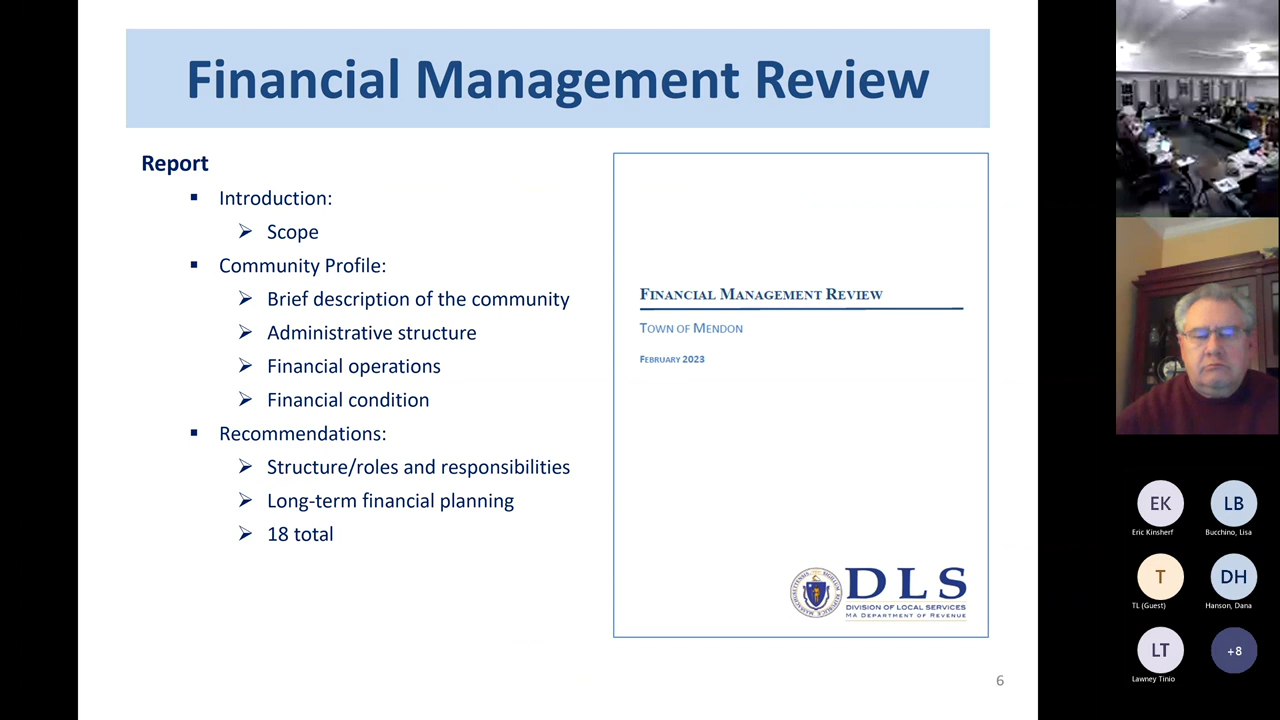 Financial Management Review
Report
Introduction:
Scope
Community Profile:
Brief description of the community
Administrative structure
Financial operations
Financial condition
Recommendations:
Structure/roles and responsibilities
Long-term financial planning
18 total
FINANCIAL MANAGEMENT REVIEW
TOWN OF MENDON
FEBRUARY 2023
DLS
DIVISION OF LOCAL SERVICES
MA DEPARTMENT OF REVENUE
6
EK
LB
Eric Kinsherf
Bucchino, Lisa
T
DH
TL (Guest)
Hanson, Dana
LT
+8
Lawney Tinio